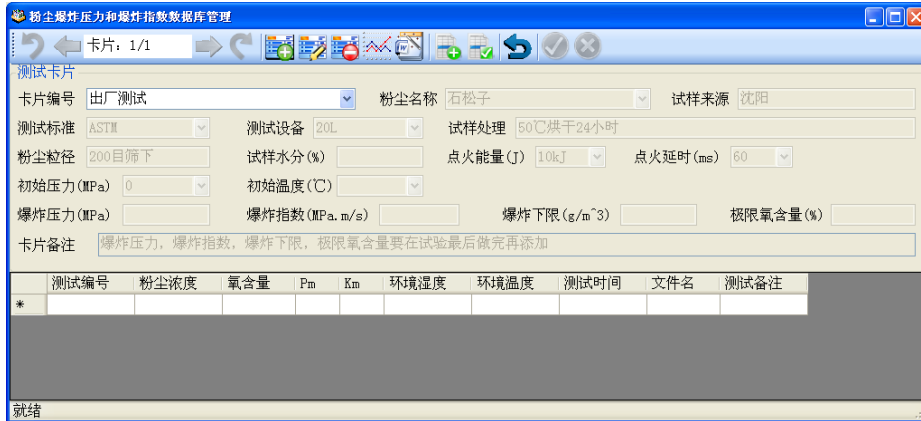 粉尘爆炸压力和爆炸指数数据库管理
卡片: 1/1
测试卡片
卡片编号 出厂测试 粉尘名称 石松子 试样来源 沈阳
测试标准 ASTM 测试设备 20L 试样处理 50℃烘干24小时
粉尘粒径 200目筛下 试样水分(%) 点火能量(J) 10kJ 点火延时(ms) 60
初始压力(MPa) 0 初始温度(℃)
爆炸压力(MPa) 爆炸指数(MPa.m/s) 爆炸下限(g/m^3) 极限氧含量(%)
卡片备注 爆炸压力, 爆炸指数, 爆炸下限, 极限氧含量要在试验最后做完再添加
测试编号 粉尘浓度 氧含量 Pm Km 环境湿度 环境温度 测试时间 文件名 测试备注
*
就绪